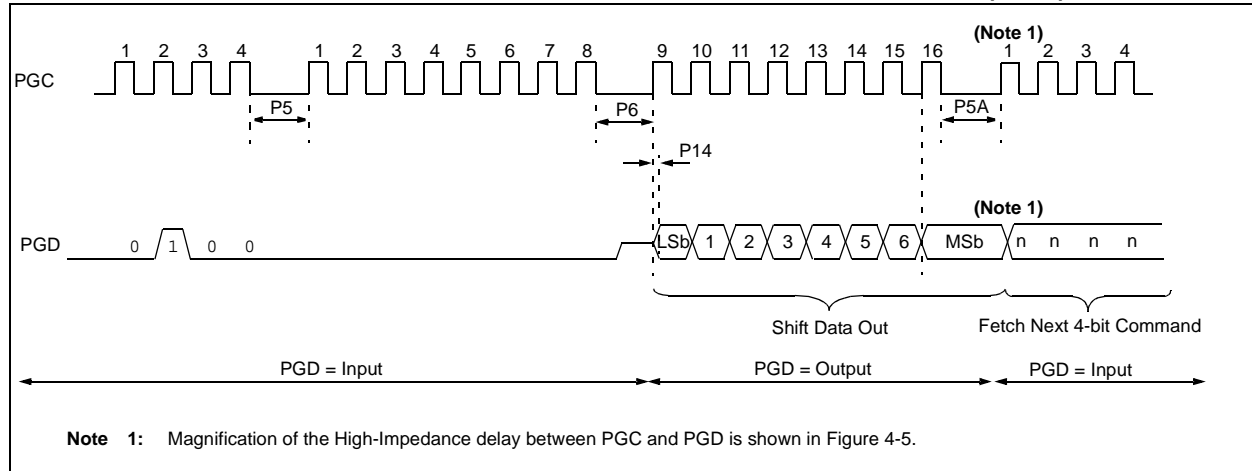 (Note 1)
1 2 3 4 1 2 3 4 5 6 7 8 9 10 11 12 13 14 15 16 1 2 3 4
PGC
P5 P6 P5A
P14
(Note 1)
PGD 0 1 0 0 LSb 1 2 3 4 5 6 MSb n n n n
Shift Data Out Fetch Next 4-bit Command
PGD = Input PGD = Output PGD = Input
Note 1: Magnification of the High-Impedance delay between PGC and PGD is shown in Figure 4-5.